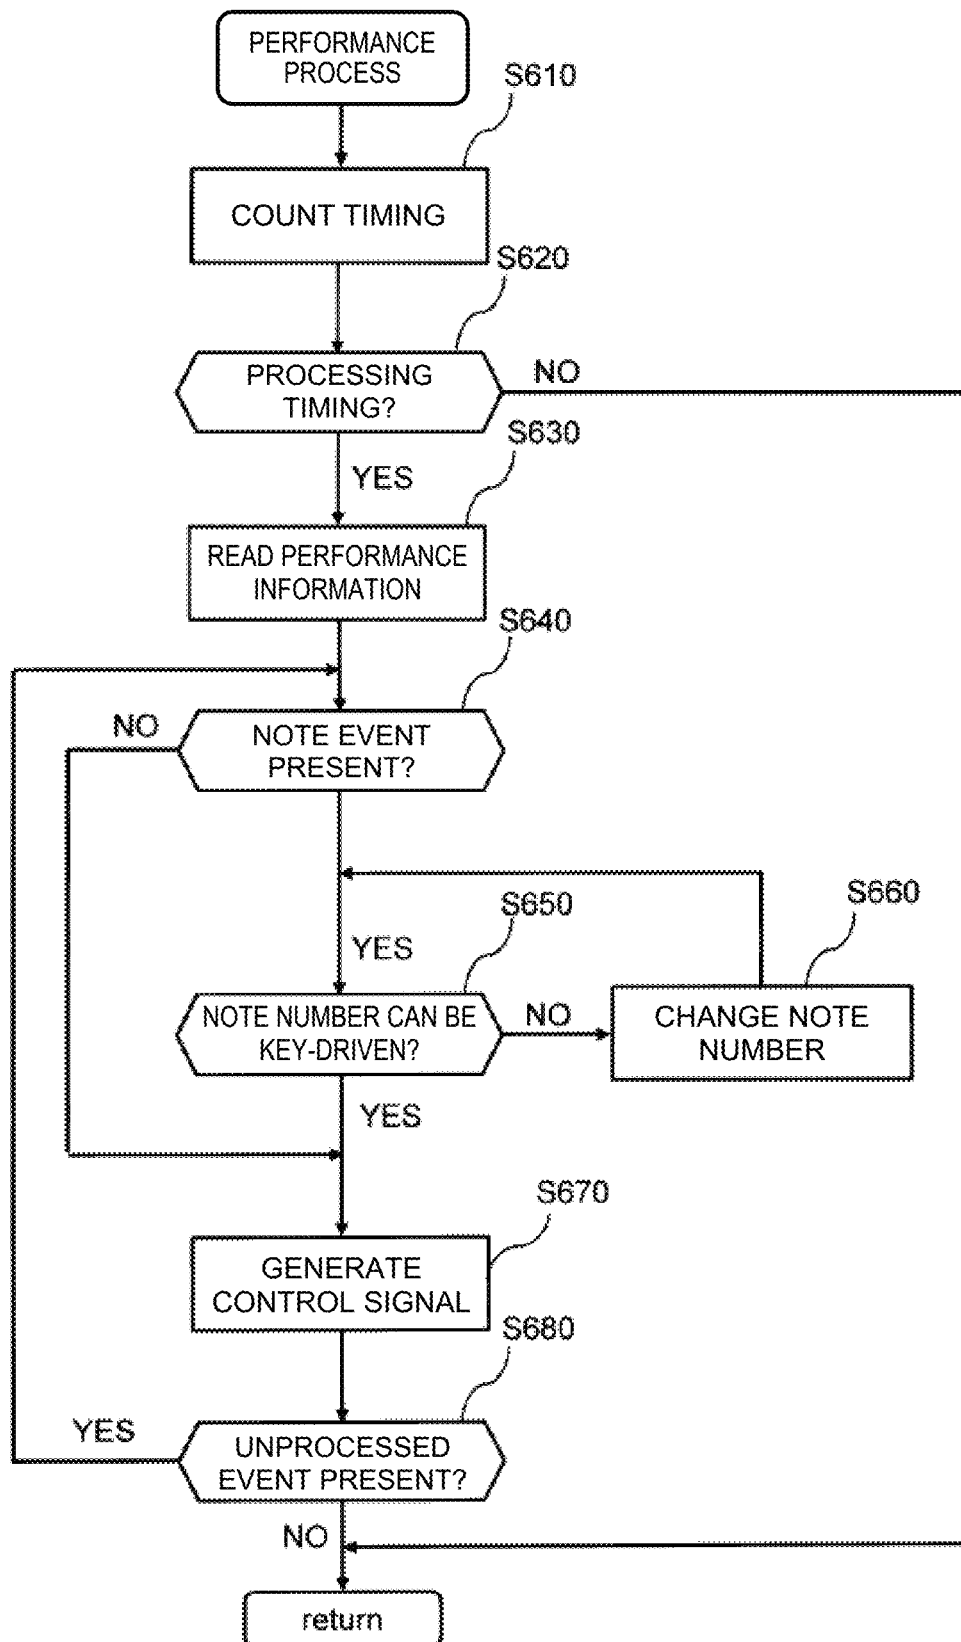 PERFORMANCE
PROCESS
S610
COUNT TIMING
S620
PROCESSING
TIMING?
NO
S630
YES
READ PERFORMANCE
INFORMATION
S640
NO
NOTE EVENT
PRESENT?
S660
S650
YES
NOTE NUMBER CAN BE
KEY-DRIVEN?
NO
CHANGE NOTE
NUMBER
YES
S670
GENERATE
CONTROL SIGNAL
S680
YES
UNPROCESSED
EVENT PRESENT?
NO
return